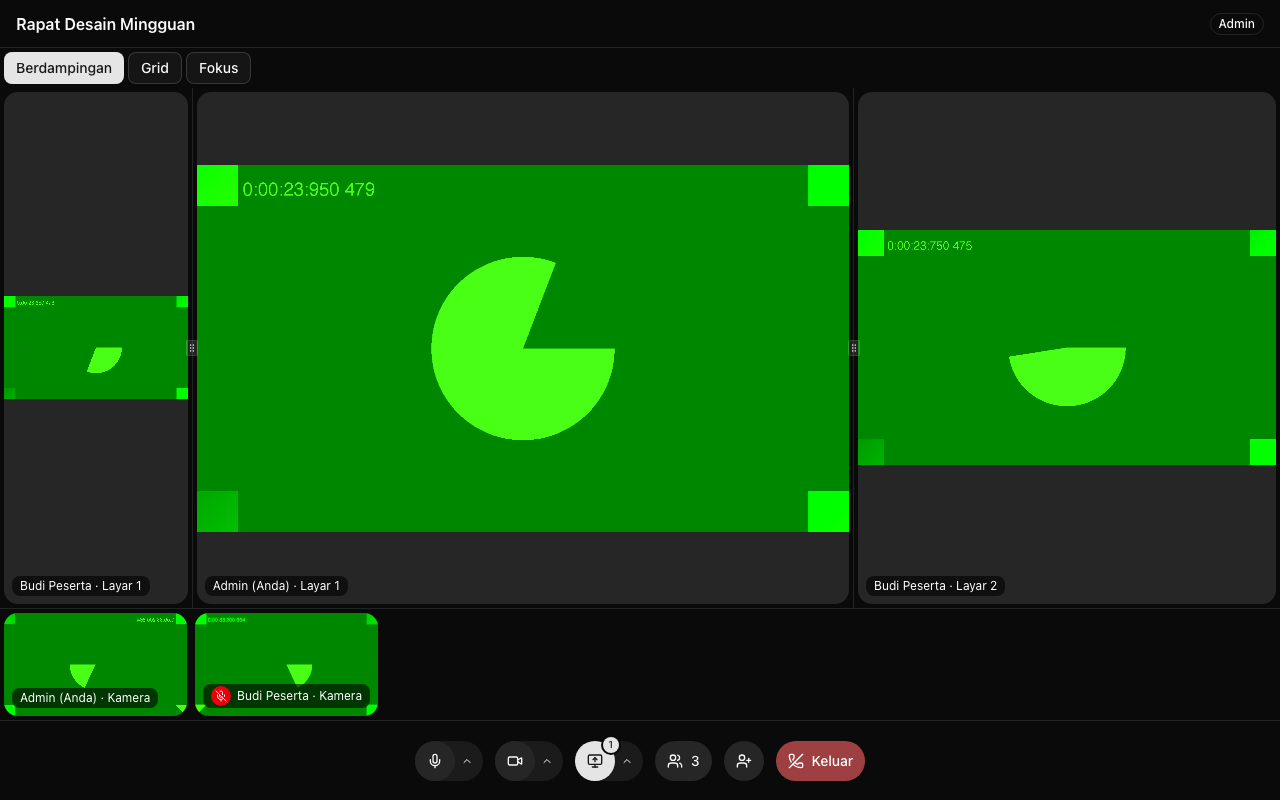 Rapat Desain Mingguan
Admin
Berdampingan
Grid
Fokus
0:00:23:950 479
0:00:23:750 475
Budi Peserta · Layar 1
Admin (Anda) · Layar 1
Budi Peserta · Layar 2
Admin (Anda) · Kamera
Budi Peserta · Kamera
1
3
Keluar